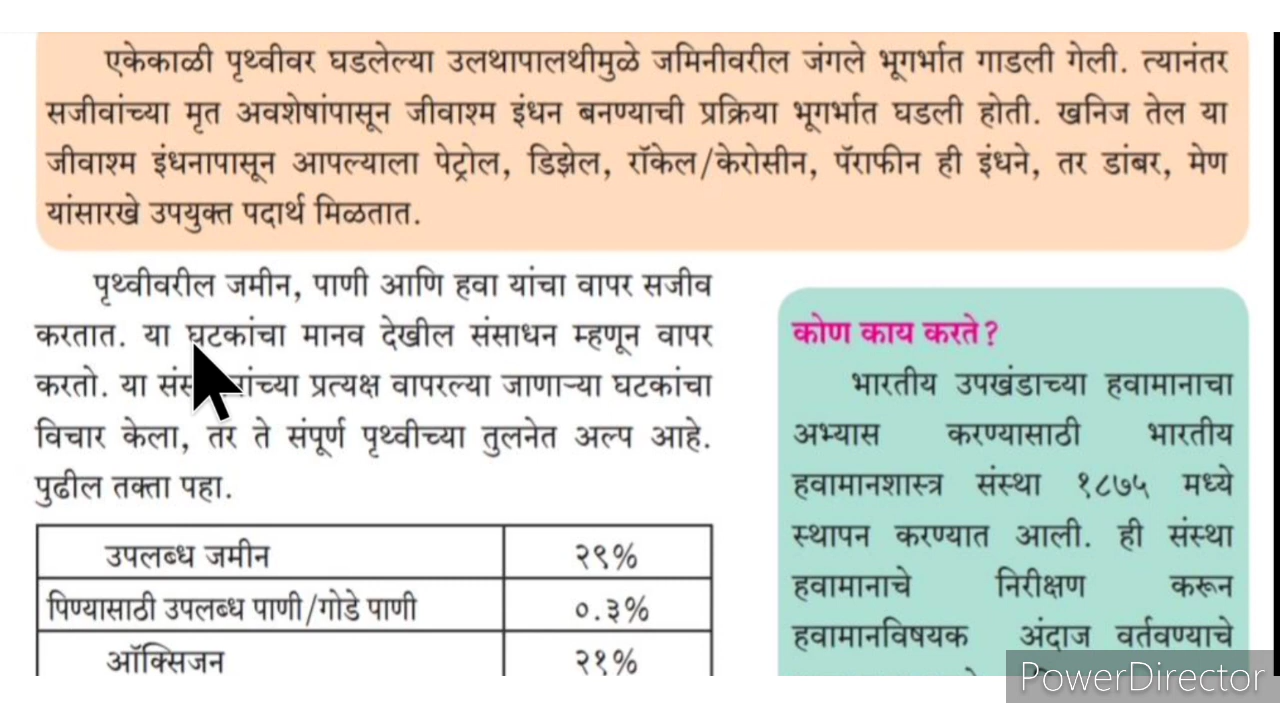 एकेकाळी पृथ्वीवर घडलेल्या उलथापालथीमुळे जमिनीवरील जंगले भूगर्भात गाडली गेली. त्यानंतर
सजीवांच्या मृत अवशेषांपासून जीवाश्म इंधन बनण्याची प्रक्रिया भूगर्भात घडली होती. खनिज तेल या
जीवाश्म इंधनापासून आपल्याला पेट्रोल, डिझेल, रॉकेल/केरोसीन, पॅराफीन ही इंधने, तर डांबर, मेण
यांसारखे उपयुक्त पदार्थ मिळतात.
पृथ्वीवरील जमीन, पाणी आणि हवा यांचा वापर सजीव
करतात. या घटकांचा मानव देखील संसाधन म्हणून वापर
करतो. या प्रत्यक्ष वापरल्या जाणाऱ्या घटकांचा
विचार केला, तर ते संपूर्ण पृथ्वीच्या तुलनेत अल्प आहे.
पुढील तक्ता पहा.
उपलब्ध जमीन २९%
पिण्यासाठी उपलब्ध पाणी/गोडे पाणी ०.३%
ऑक्सिजन २१%
कोण काय करते?
भारतीय उपखंडाच्या हवामानाचा
अभ्यास करण्यासाठी भारतीय
हवामानशास्त्र संस्था १८७५ मध्ये
स्थापन करण्यात आली. ही संस्था
हवामानाचे निरीक्षण करून
हवामानविषयक अंदाज वर्तवण्याचे
PowerDirector